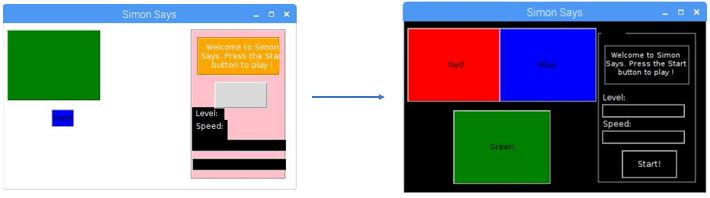 Simon Says
Welcome to Simon
Says. Press the Start
button to play !
Level:
Speed:
Simon Says
Red
Blue
Green
Welcome to Simon
Says. Press the Start
button to play !
Level:
Speed:
Start!